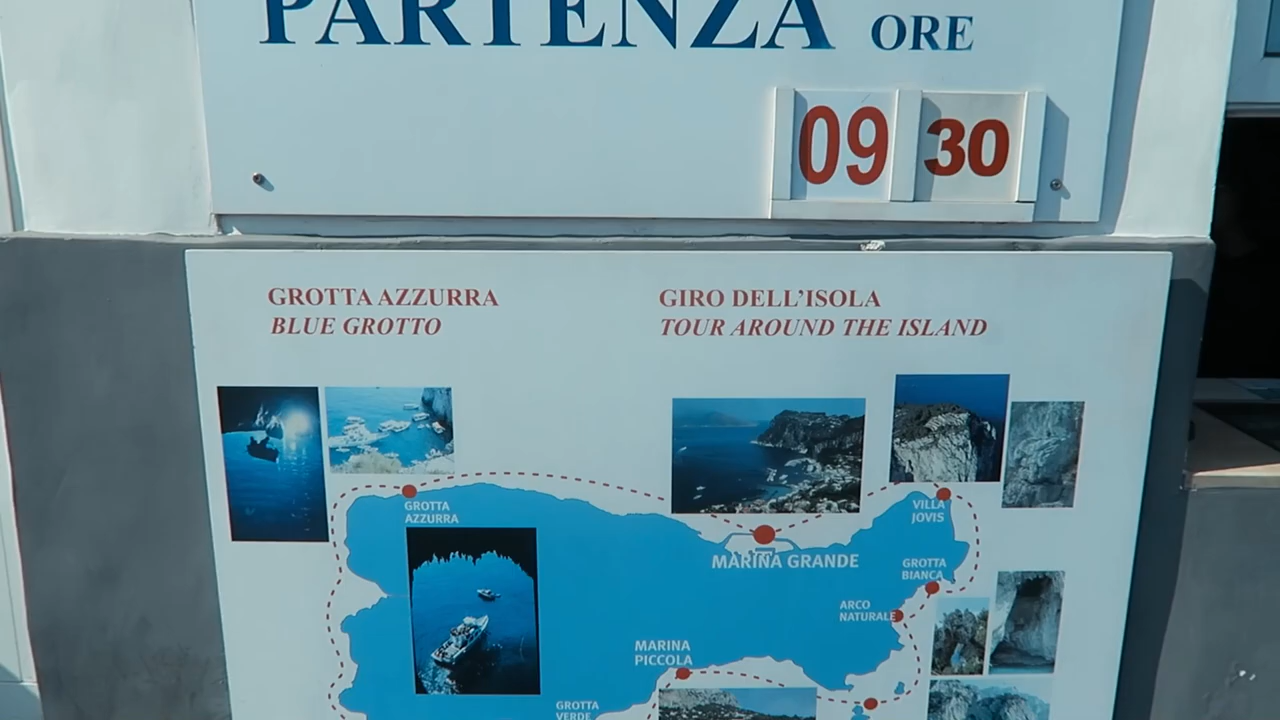 PARTENZA ORE
09 30
GROTTA AZZURRA
BLUE GROTTO
GIRO DELL'ISOLA
TOUR AROUND THE ISLAND
GROTTA
AZZURRA
VILLA
JOVIS
MARINA GRANDE
GROTTA
BIANCA
ARCO
NATURALE
MARINA
PICCOLA
GROTTA
VERDE